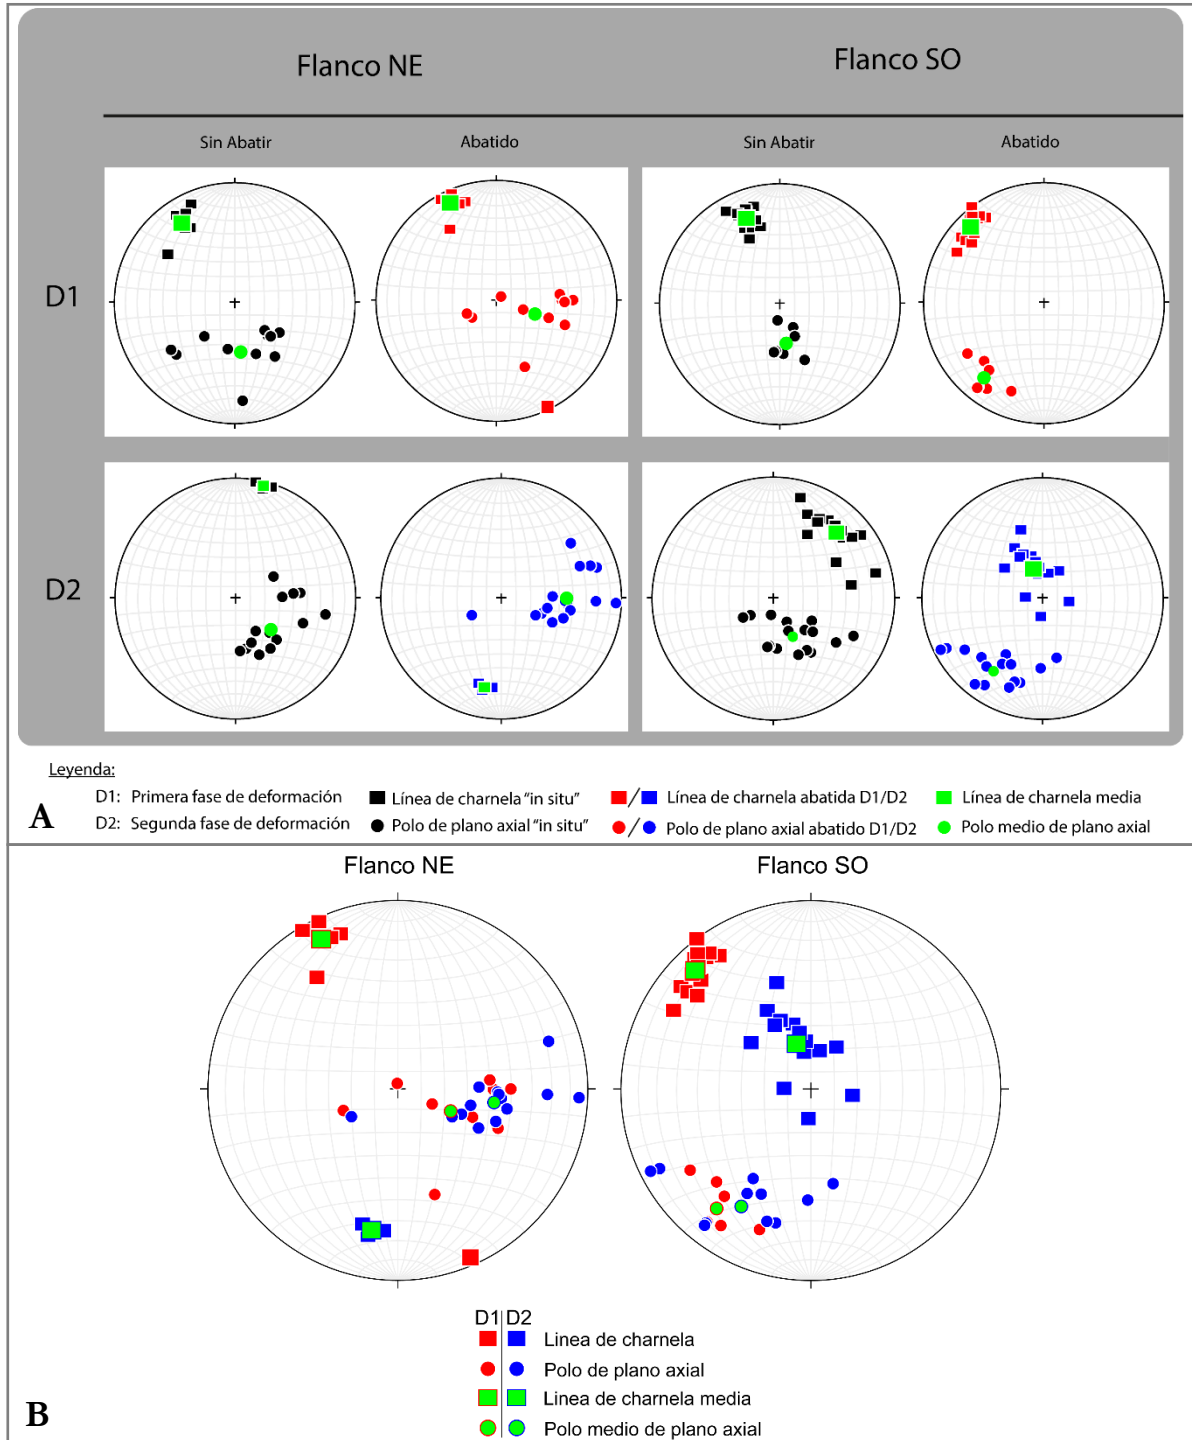 Flanco NE
Flanco SO
Sin Abatir
Abatido
Sin Abatir
Abatido
D1
D2
Leyenda:
D1: Primera fase de deformación
Línea de charnela "in situ"
Línea de charnela abatida D1/D2
Línea de charnela media
D2: Segunda fase de deformación
Polo de plano axial "in situ"
Polo de plano axial abatido D1/D2
Polo medio de plano axial
A
Flanco NE
Flanco SO
D1 D2
Linea de charnela
Polo de plano axial
Linea de charnela media
Polo medio de plano axial
B